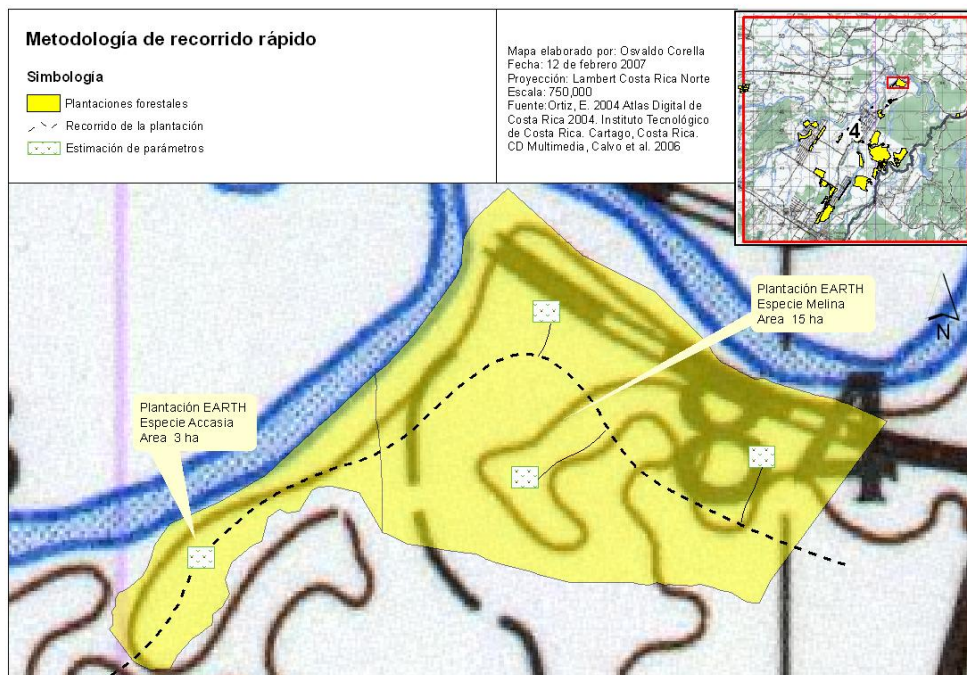 Metodología de recorrido rápido
Simbología
Plantaciones forestales
Recorrido de la plantación
Estimación de parámetros
Mapa elaborado por: Osvaldo Corella
Fecha: 12 de febrero 2007
Proyección: Lambert Costa Rica Norte
Escala: 750,000
Fuente:Ortiz, E. 2004 Atlas Digital de
Costa Rica 2004. Instituto Tecnológico
de Costa Rica. Cartago, Costa Rica.
CD Multimedia, Calvo et al. 2006
4
Plantación EARTH
Especie Melina
Area 15 ha
N
Plantación EARTH
Especie Accasia
Area 3 ha